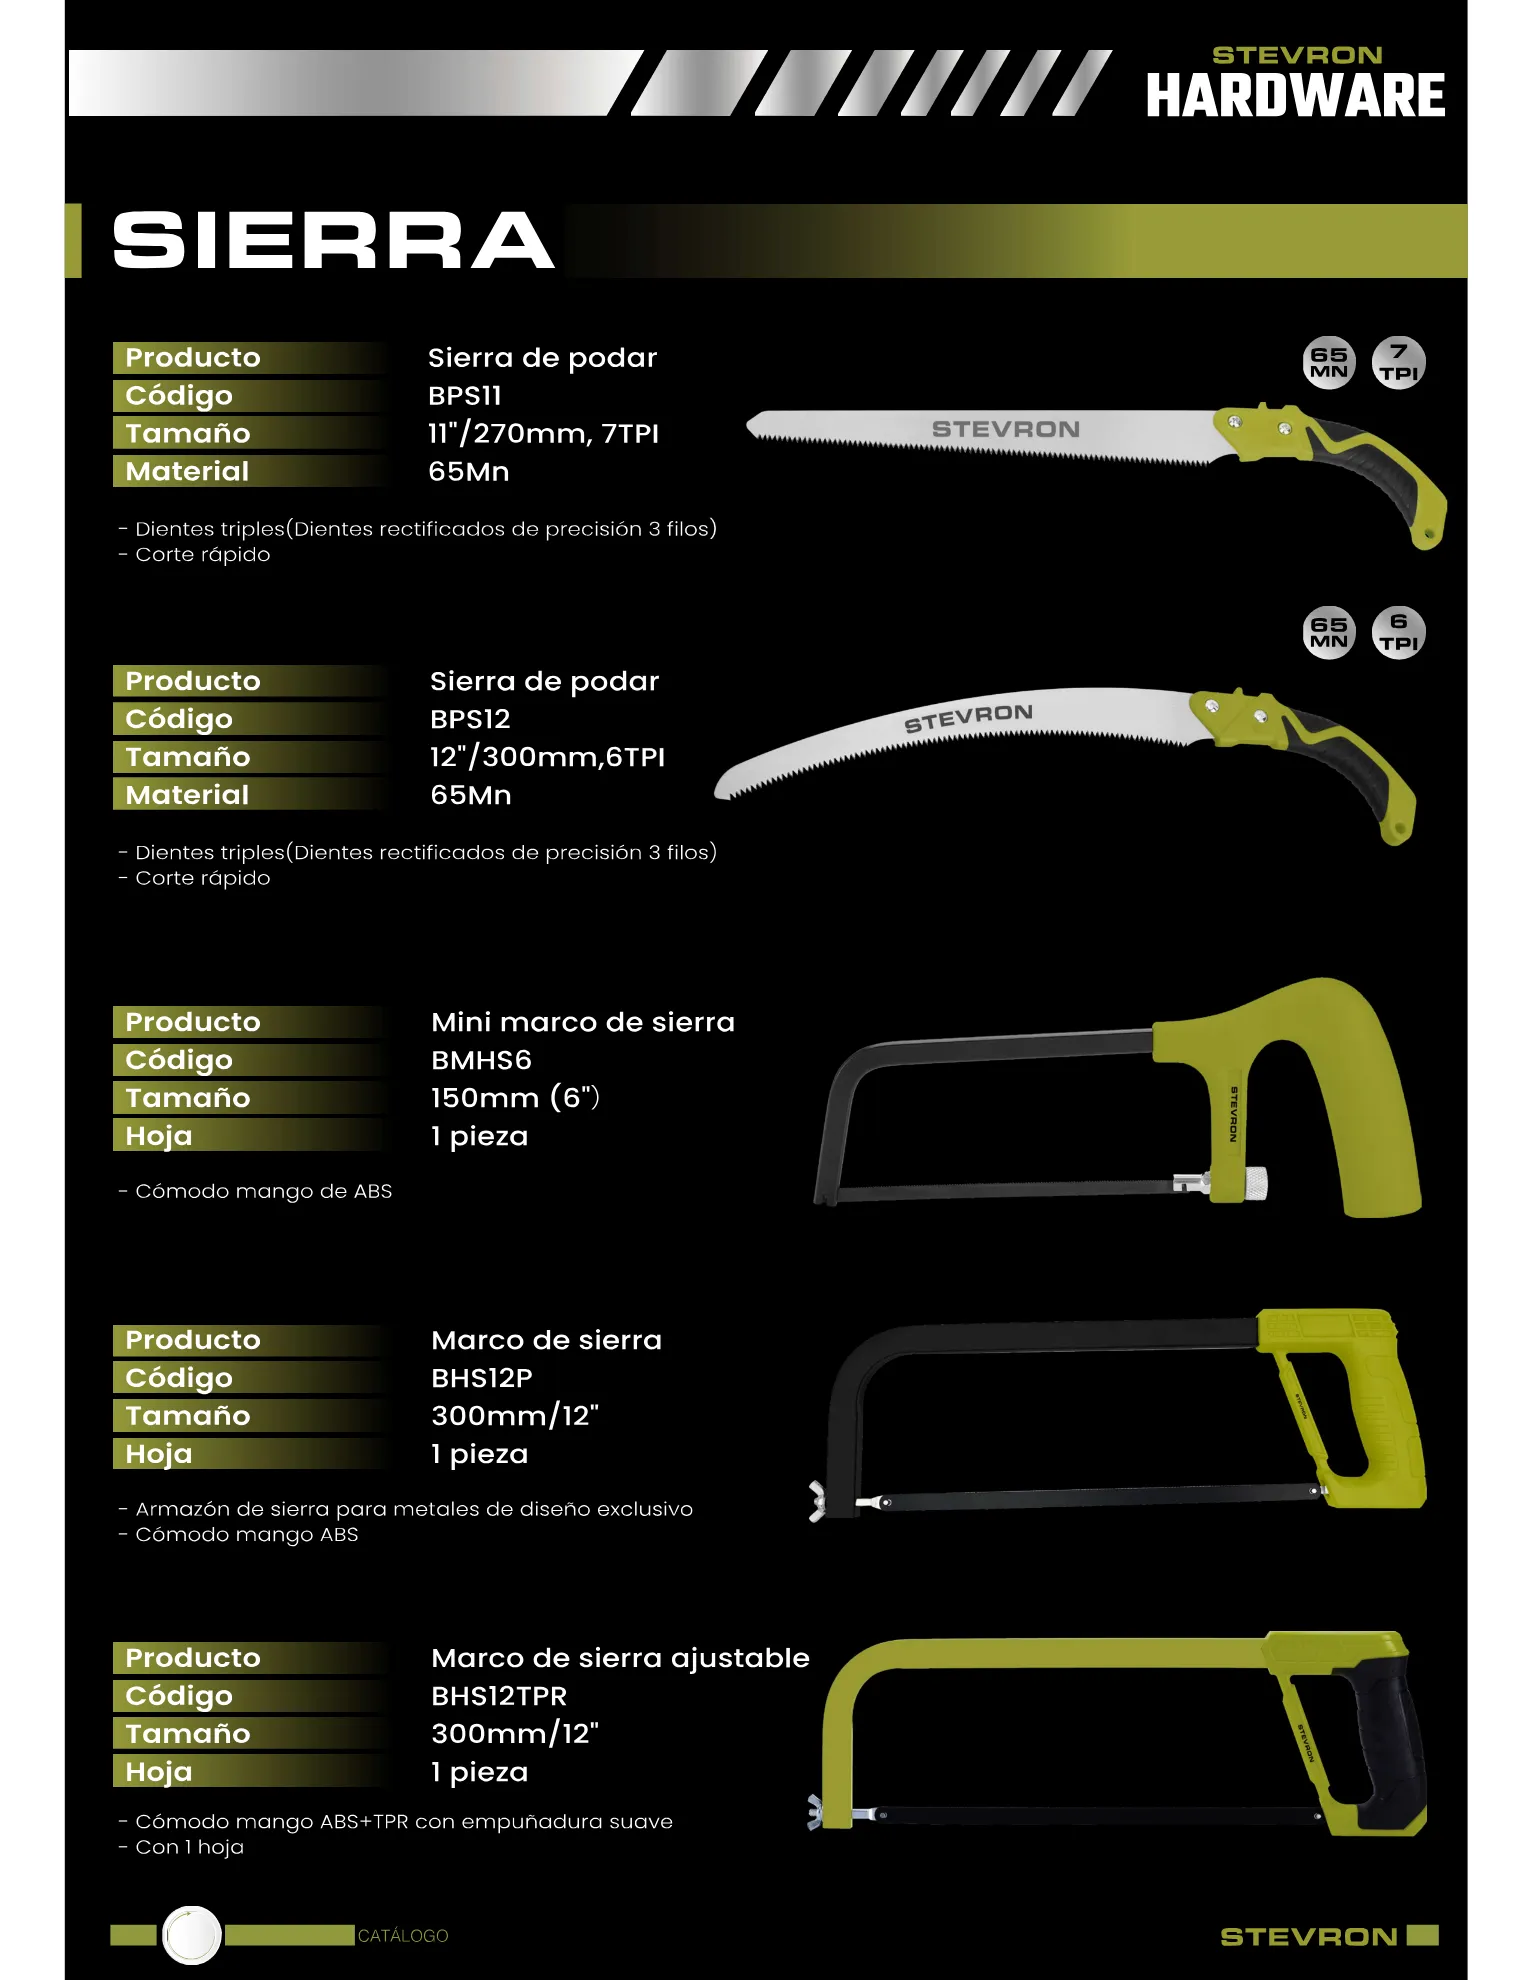 STEVRON
HARDWARE
SIERRA
Producto Sierra de podar
Código BPS11
Tamaño 11"/270mm, 7TPI
Material 65Mn
65 MN
7 TPI
STEVRON
- Dientes triples(Dientes rectificados de precisión 3 filos)
- Corte rápido
Producto Sierra de podar
Código BPS12
Tamaño 12"/300mm,6TPI
Material 65Mn
65 MN
6 TPI
STEVRON
- Dientes triples(Dientes rectificados de precisión 3 filos)
- Corte rápido
Producto Mini marco de sierra
Código BMHS6
Tamaño 150mm (6")
Hoja 1 pieza
STEVRON
- Cómodo mango de ABS
Producto Marco de sierra
Código BHS12P
Tamaño 300mm/12"
Hoja 1 pieza
STEVRON
- Armazón de sierra para metales de diseño exclusivo
- Cómodo mango ABS
Producto Marco de sierra ajustable
Código BHS12TPR
Tamaño 300mm/12"
Hoja 1 pieza
STEVRON
- Cómodo mango ABS+TPR con empuñadura suave
- Con 1 hoja
CATÁLOGO
STEVRON